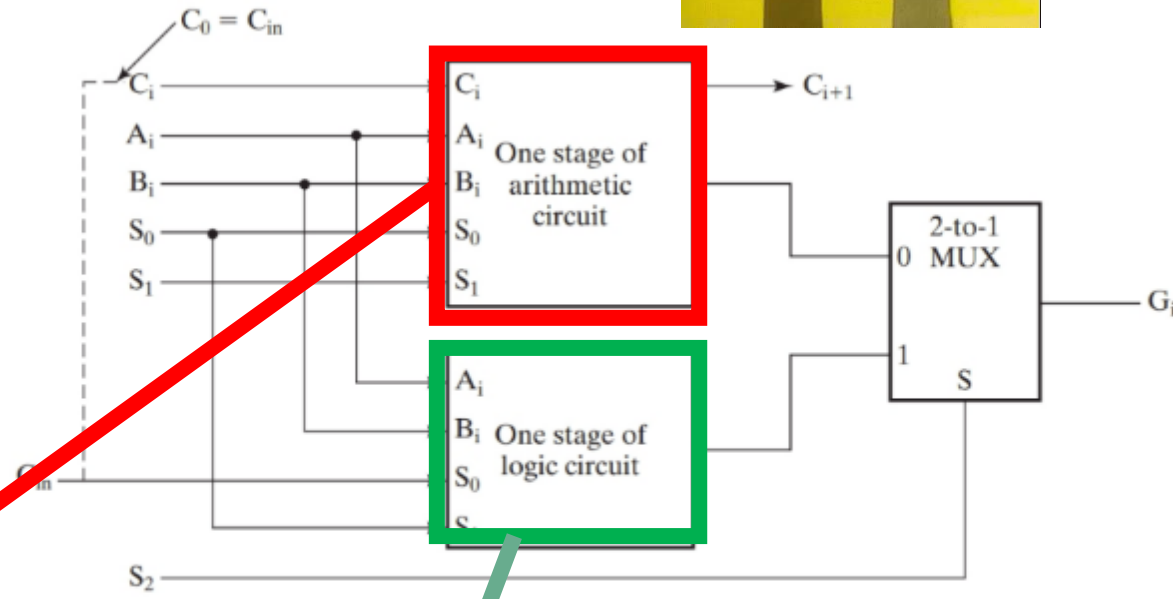 C₀ = Cᵢₙ
Cᵢ
Aᵢ
Bᵢ
S₀
S₁
Cᵢ
Aᵢ
Bᵢ
S₀
S₁
One stage of
arithmetic
circuit
Cᵢ₊₁
2-to-1
MUX
0
1
S
Gᵢ
Aᵢ
Bᵢ
S₀
One stage of
logic circuit
S₂